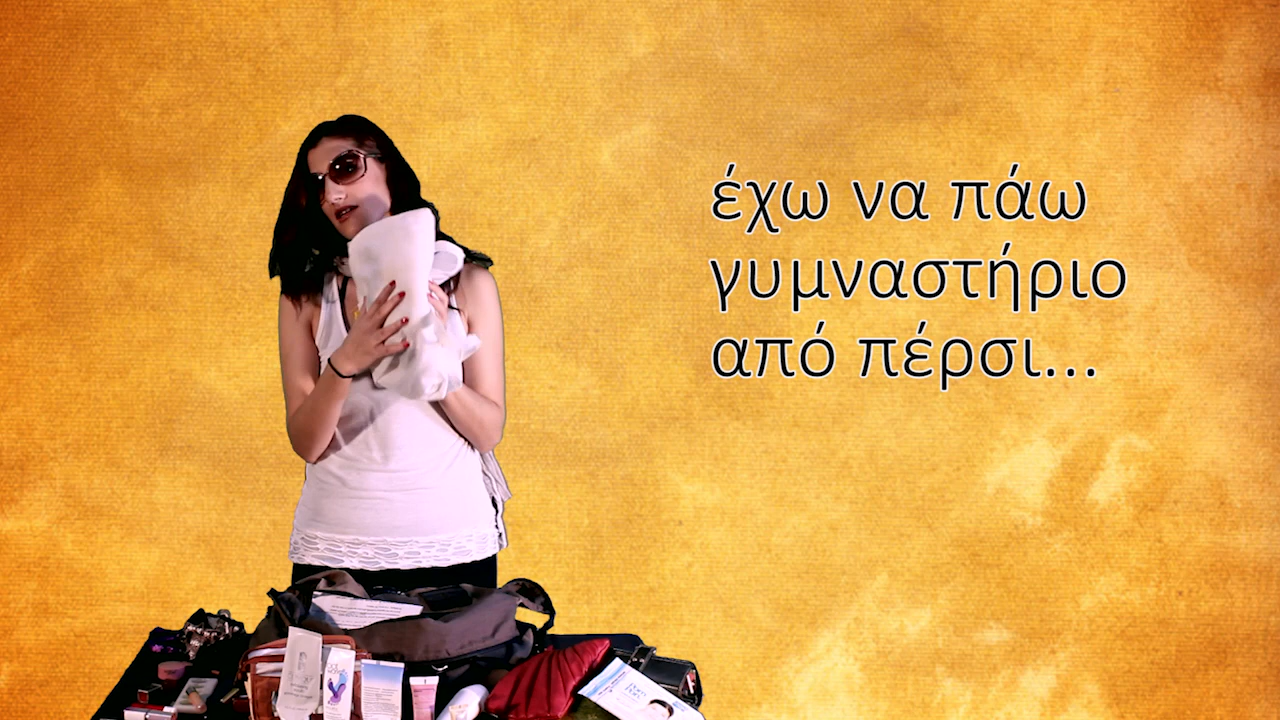 έχω να πάω
γυμναστήριο
από πέρσι...